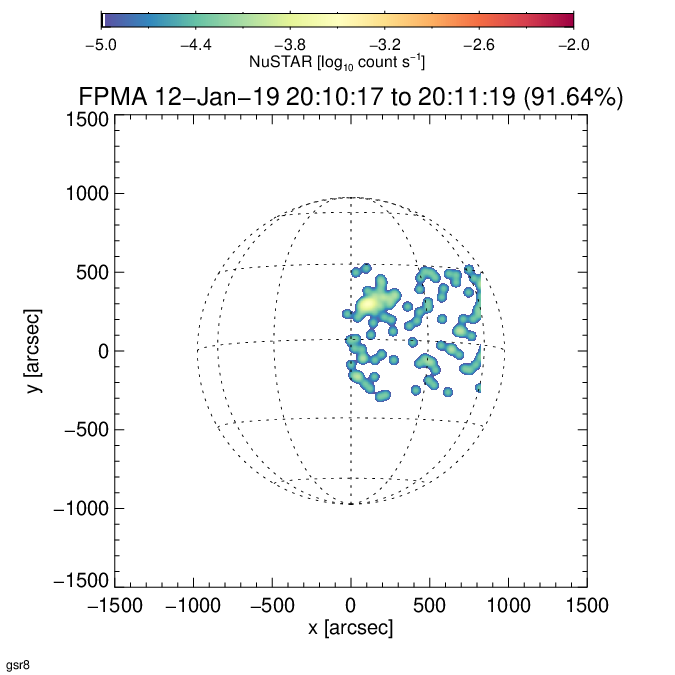 −5.0 −4.4 −3.8 −3.2 −2.6 −2.0
NuSTAR [log10 count s−1]
FPMA 12−Jan−19 20:10:17 to 20:11:19 (91.64%)
1500
1000
500
0
−500
−1000
−1500
y [arcsec]
−1500 −1000 −500 0 500 1000 1500
x [arcsec]
gsr8